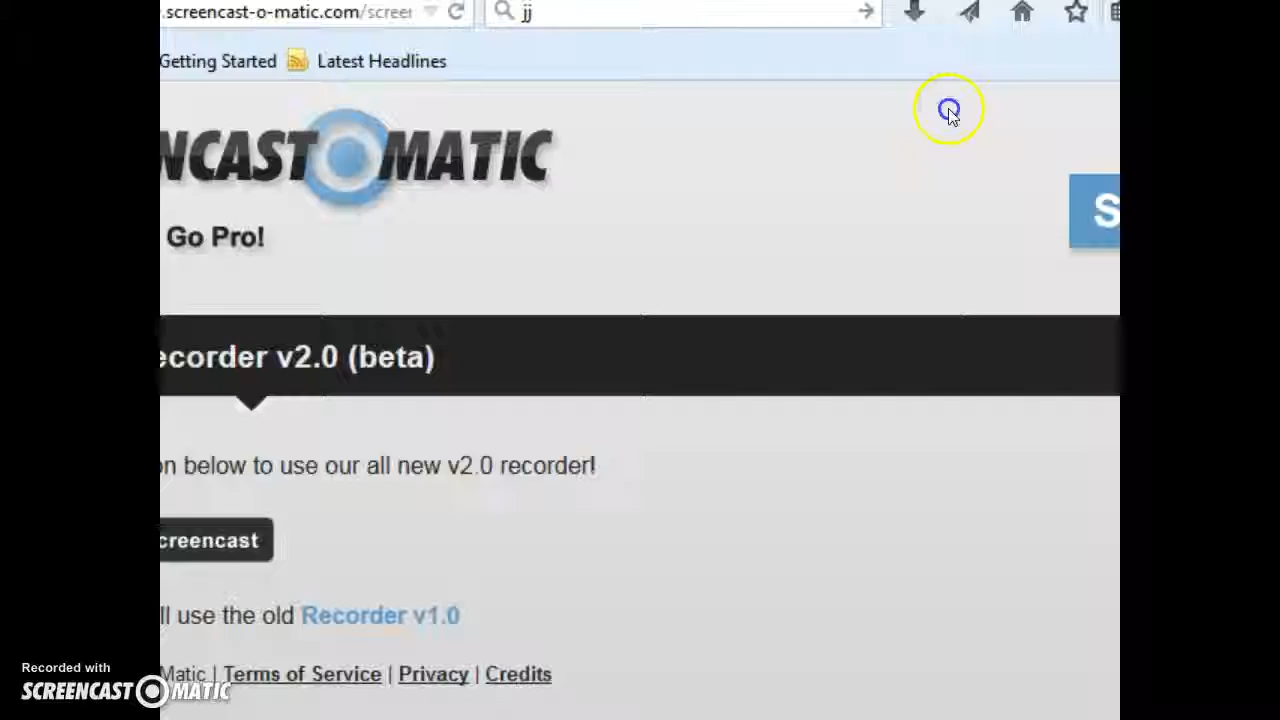 .screencast-o-matic.com/screer jj
Getting Started Latest Headlines
NCAST MATIC
Go Pro!
S
ecorder v2.0 (beta)
on below to use our all new v2.0 recorder!
creencast
ll use the old Recorder v1.0
Matic | Terms of Service | Privacy | Credits
Recorded with
SCREENCAST MATIC